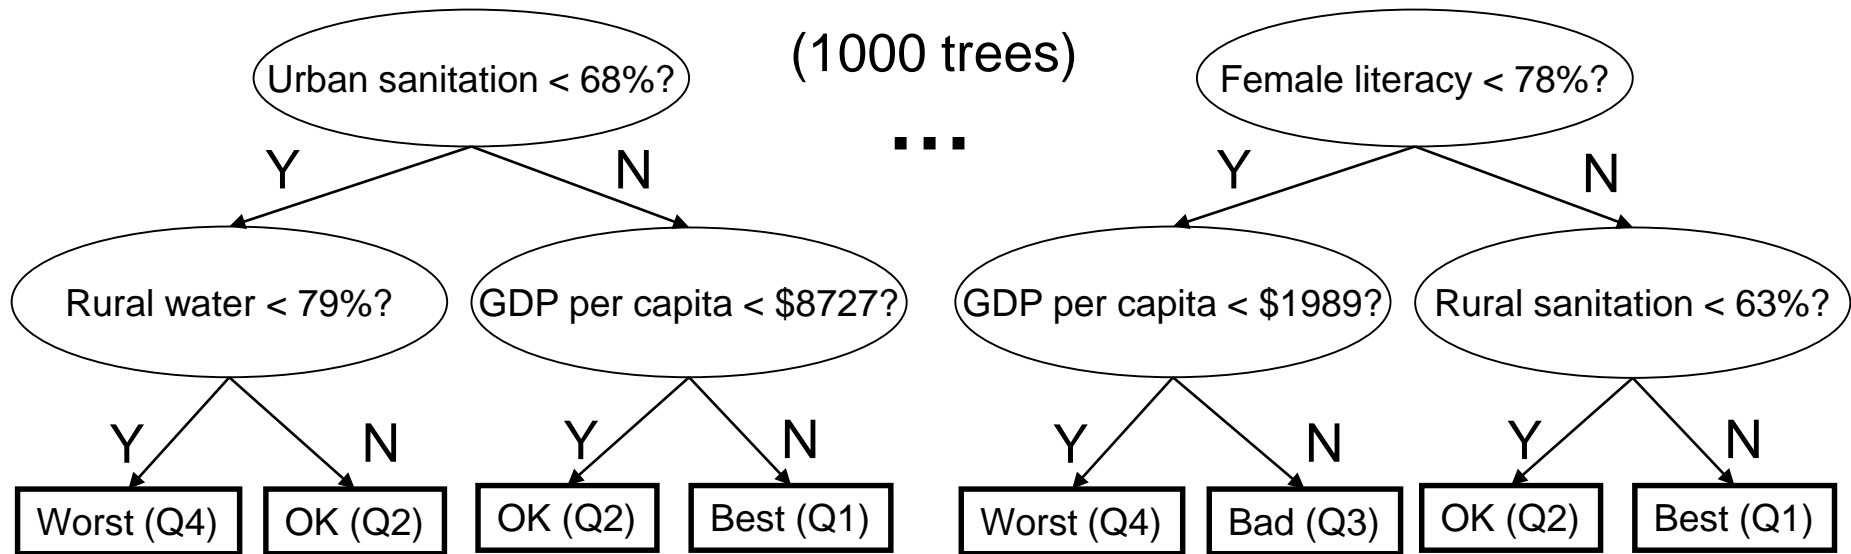 (1000 trees)
...
Urban sanitation < 68%?
Y
N
Rural water < 79%?
GDP per capita < $8727?
Y
N
Y
N
Worst (Q4)
OK (Q2)
OK (Q2)
Best (Q1)
Female literacy < 78%?
Y
N
GDP per capita < $1989?
Rural sanitation < 63%?
Y
N
Y
N
Worst (Q4)
Bad (Q3)
OK (Q2)
Best (Q1)